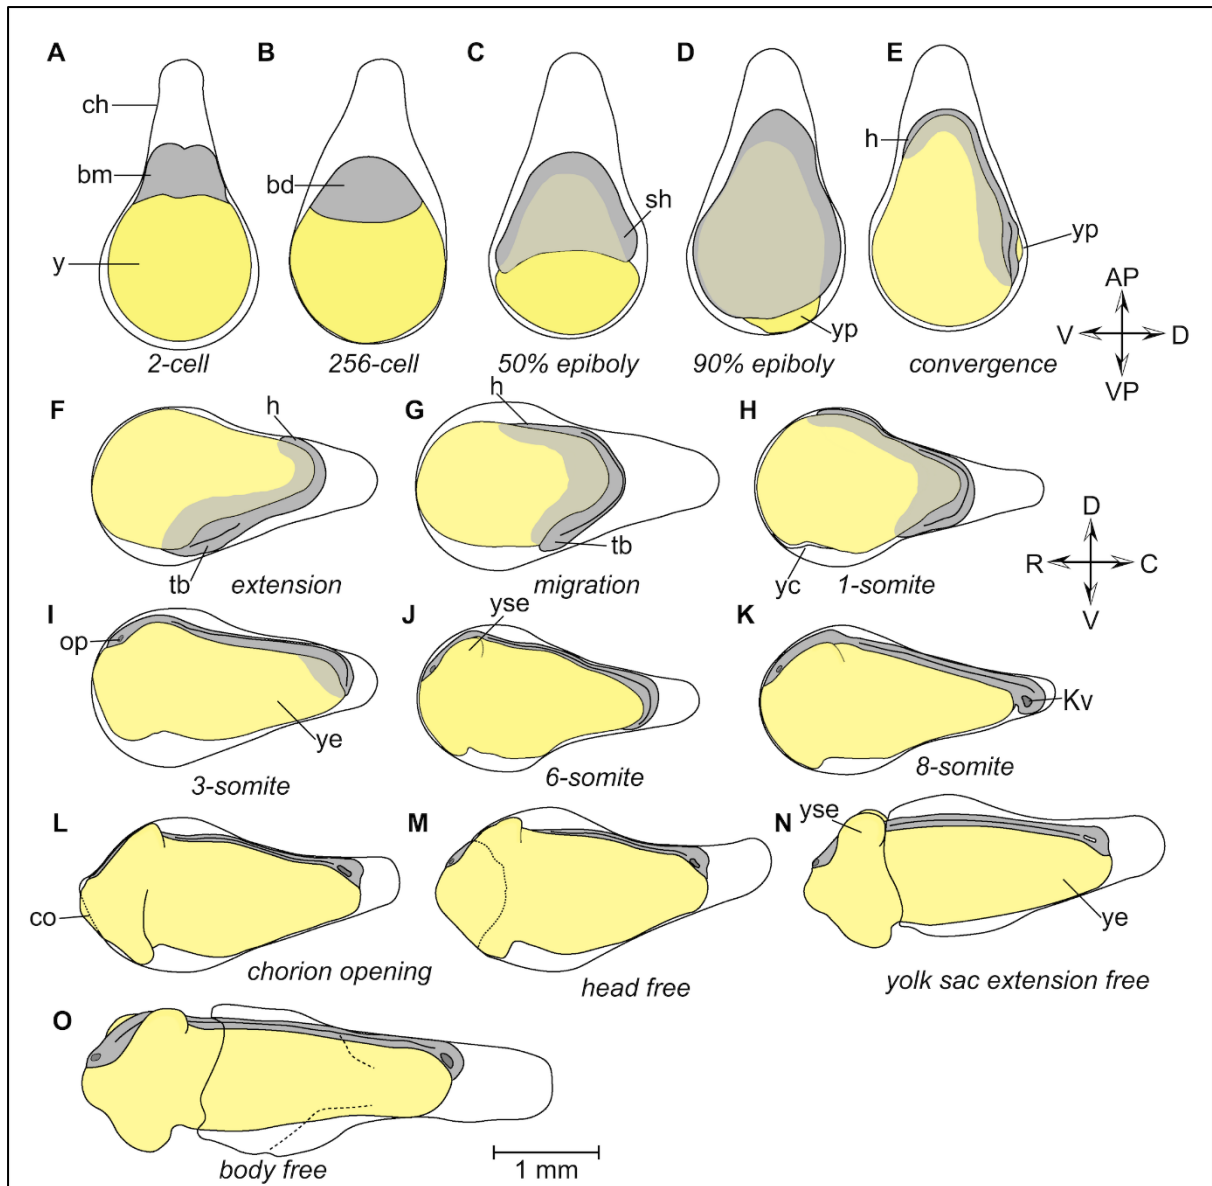 A B C D E
ch
bm
bd
sh
h
y
yp
yp
AP
V D
VP
2-cell 256-cell 50% epiboly 90% epiboly convergence
F G H
h
h
tb
tb
yc
D
R C
V
extension migration 1-somite
I J K
op
yse
ye
Kv
3-somite 6-somite 8-somite
L M N
yse
co
ye
chorion opening head free yolk sac extension free
O
body free
1 mm